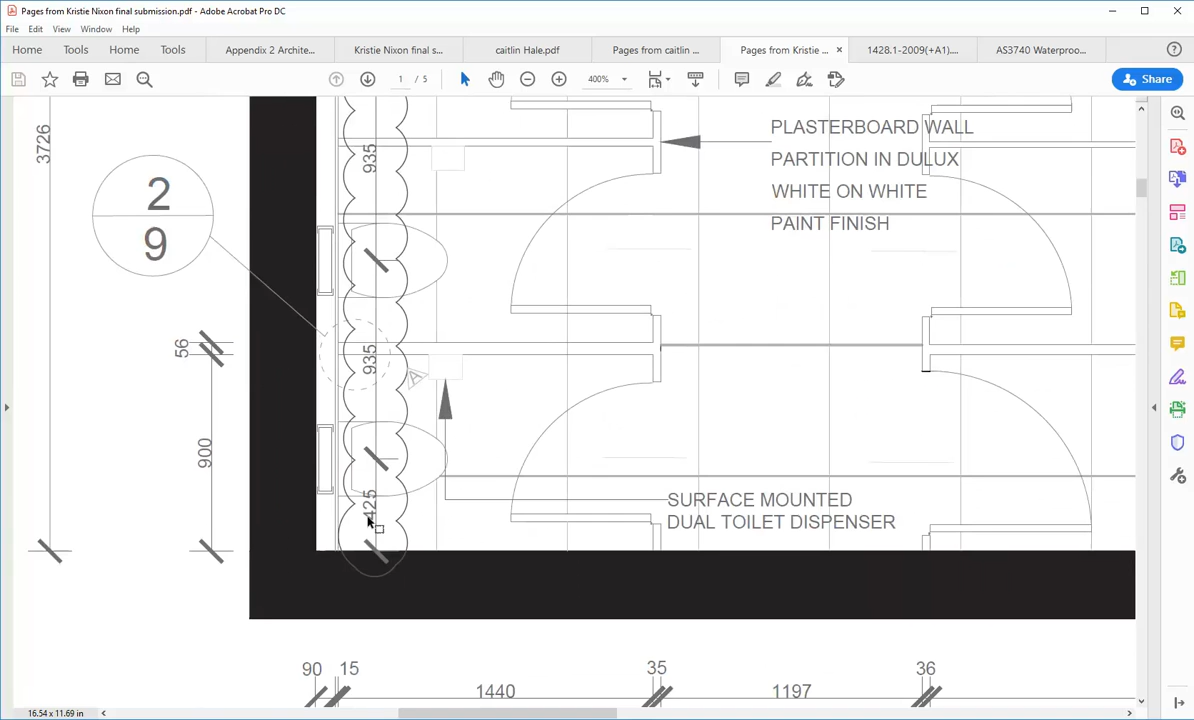 Pages from Kristie Nixon final submission.pdf - Adobe Acrobat Pro DC
File Edit View Window Help
Home Tools Home Tools Appendix 2 Archite... Kristie Nixon final s... caitlin Hale.pdf Pages from caitlin ... Pages from Kristie ... × 1428.1-2009(+A1).... AS3740 Waterproo...
1 / 5 400% Share
3726
2
9
935
PLASTERBOARD WALL
PARTITION IN DULUX
WHITE ON WHITE
PAINT FINISH
56
935
A
900
425
SURFACE MOUNTED
DUAL TOILET DISPENSER
90 15 35 36
1440 1197
16.54 x 11.69 in